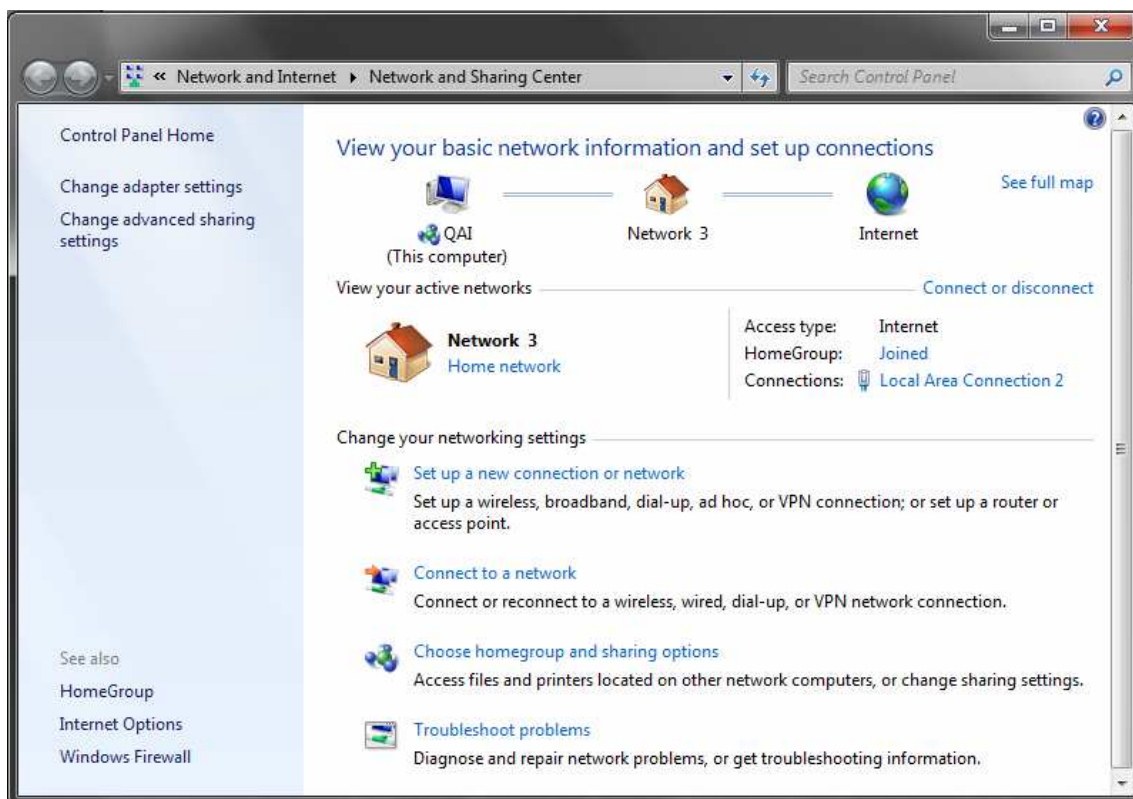 « Network and Internet ▸ Network and Sharing Center
Search Control Panel
Control Panel Home
Change adapter settings
Change advanced sharing
settings
See also
HomeGroup
Internet Options
Windows Firewall
View your basic network information and set up connections
See full map
QAI
(This computer)
Network 3
Internet
View your active networks
Connect or disconnect
Network 3
Home network
Access type: Internet
HomeGroup: Joined
Connections: Local Area Connection 2
Change your networking settings
Set up a new connection or network
Set up a wireless, broadband, dial-up, ad hoc, or VPN connection; or set up a router or
access point.
Connect to a network
Connect or reconnect to a wireless, wired, dial-up, or VPN network connection.
Choose homegroup and sharing options
Access files and printers located on other network computers, or change sharing settings.
Troubleshoot problems
Diagnose and repair network problems, or get troubleshooting information.